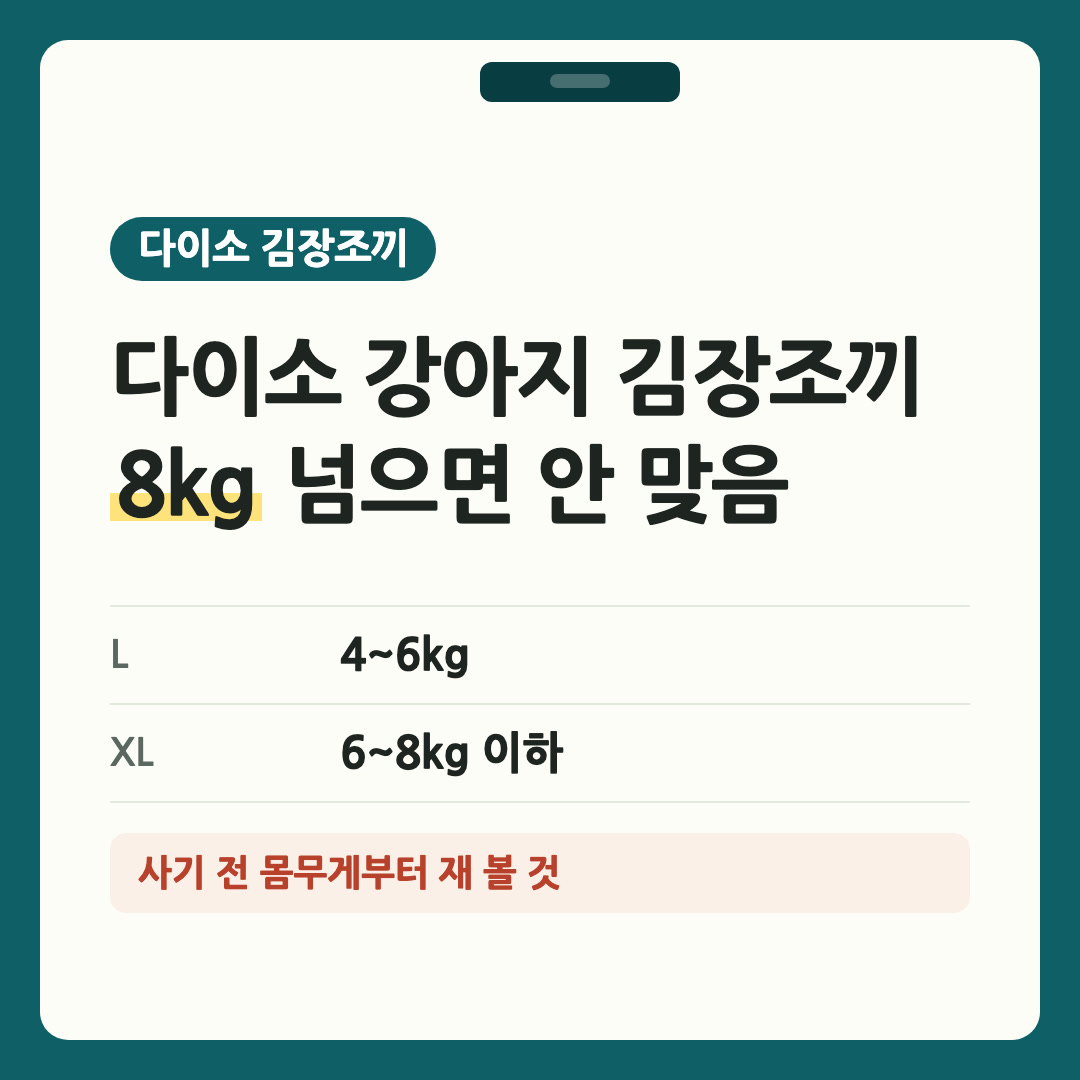 다이소 김장조끼
다이소 강아지 김장조끼
8kg 넘으면 안 맞음
L 4~6kg
XL 6~8kg 이하
사기 전 몸무게부터 재 볼 것